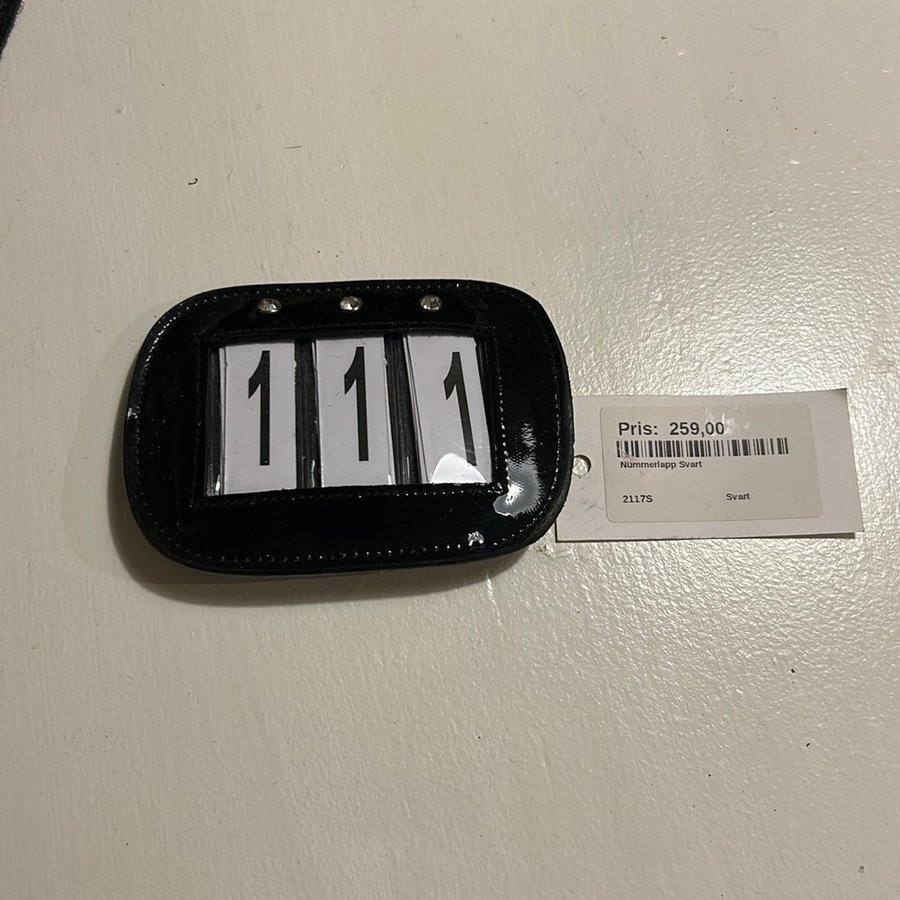 1 1 1
Pris: 259,00
Nummerlapp Svart
2117S Svart